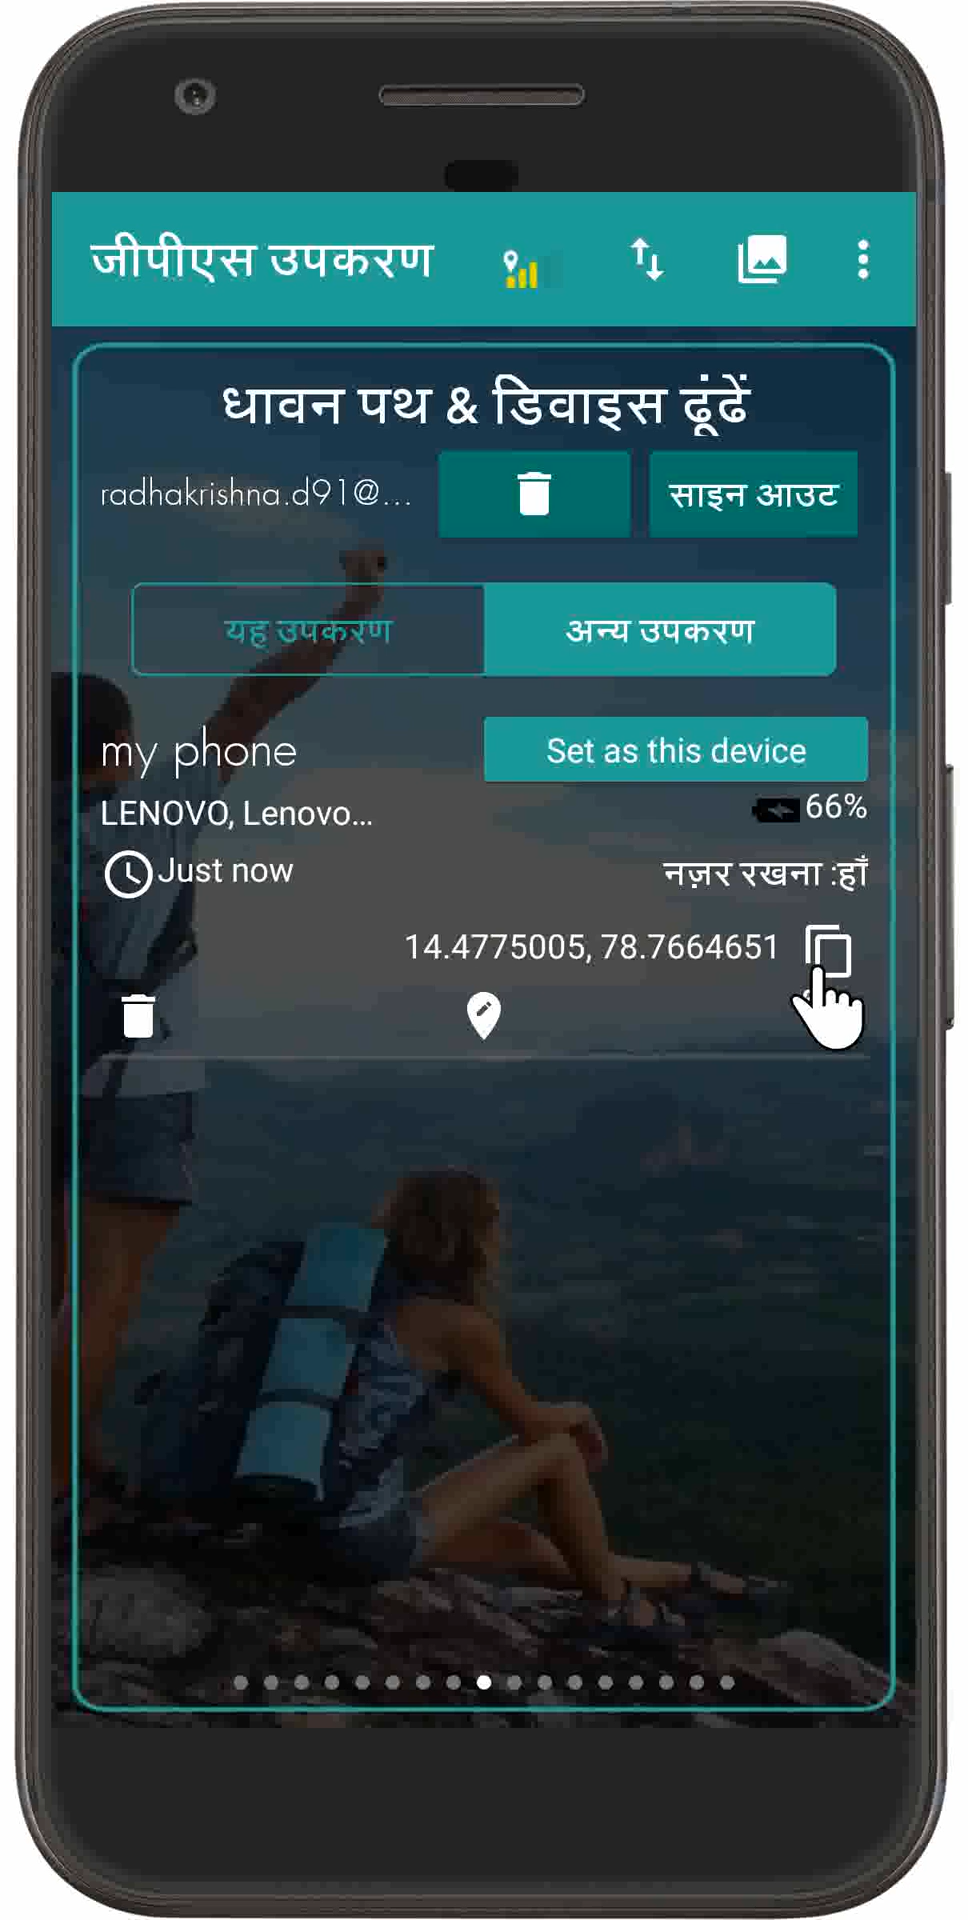 जीपीएस उपकरण
धावन पथ & डिवाइस ढूंढें
radhakrishna.d91@...
साइन आउट
यह उपकरण
अन्य उपकरण
my phone
Set as this device
LENOVO, Lenovo...
66%
Just now
नज़र रखना :हाँ
14.4775005, 78.7664651